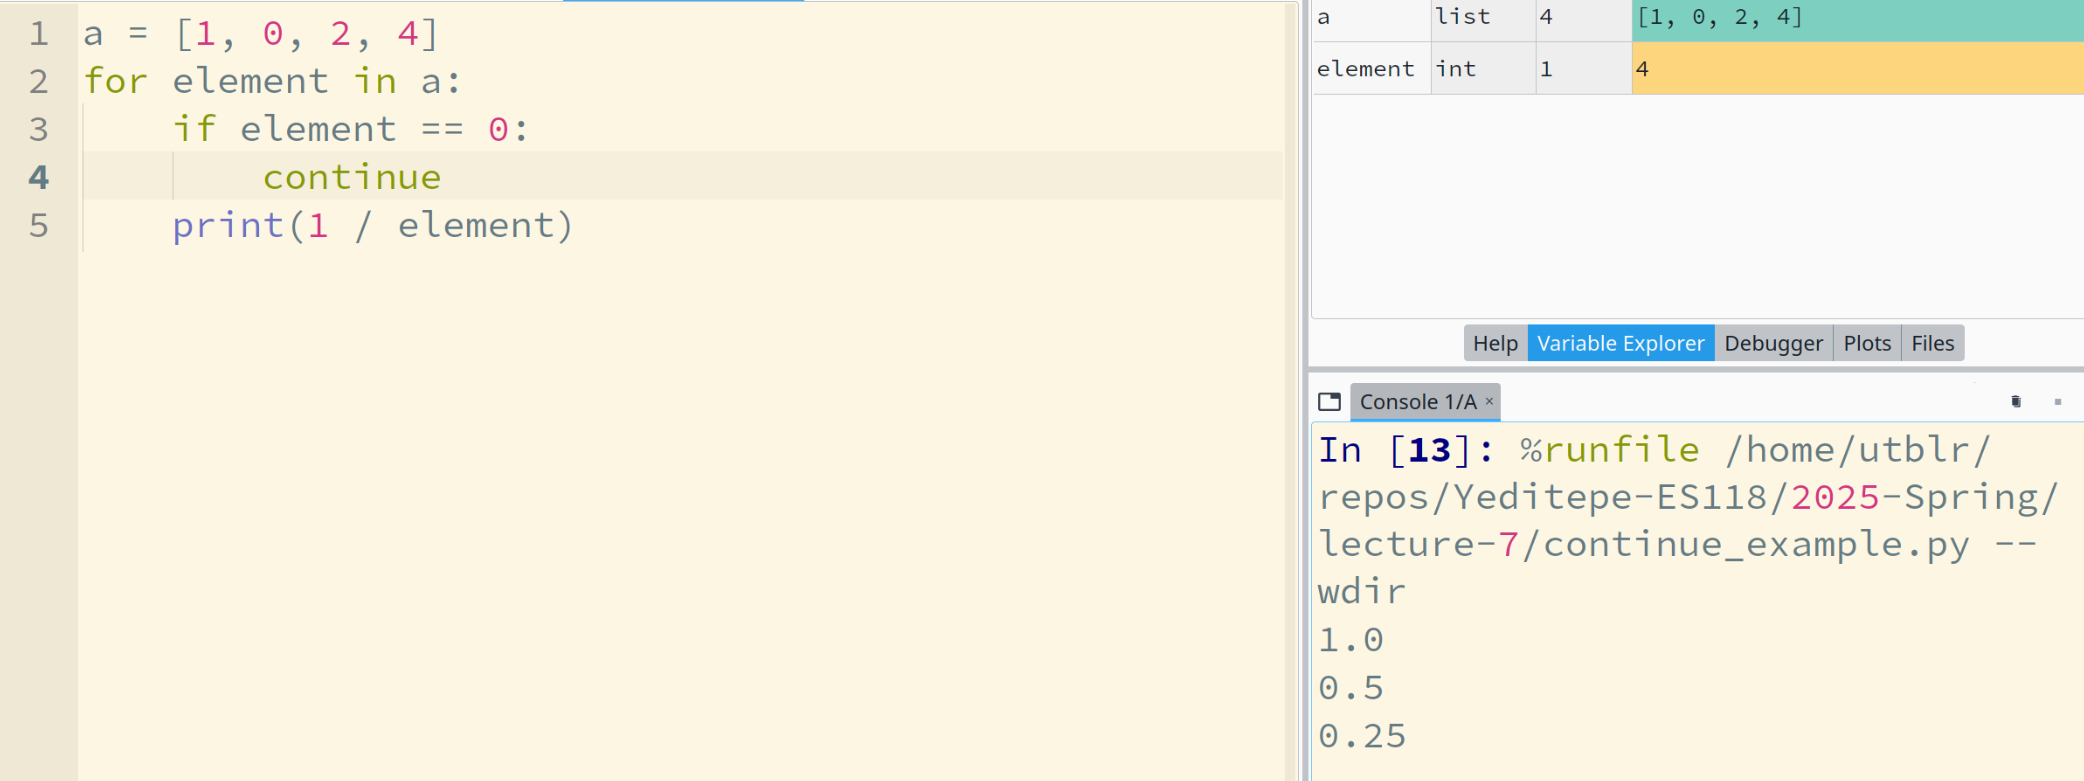 1 a = [1, 0, 2, 4]
2 for element in a:
3     if element == 0:
4         continue
5     print(1 / element)
a list 4 [1, 0, 2, 4]
element int 1 4
Help Variable Explorer Debugger Plots Files
Console 1/A ×
In [13]: %runfile /home/utblr/
repos/Yeditepe-ES118/2025-Spring/
lecture-7/continue_example.py --
wdir
1.0
0.5
0.25